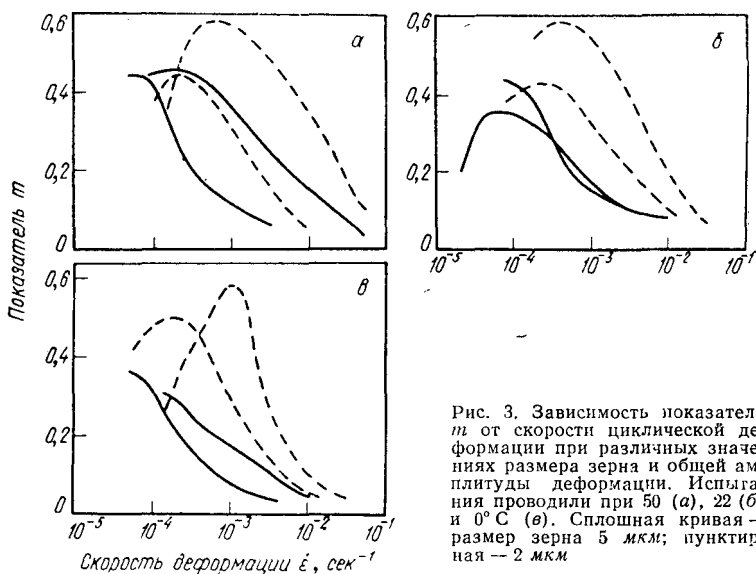 0,6
0,4
0,2
0
а
0,6
0,4
0,2
0
б
10⁻⁵ 10⁻⁴ 10⁻³ 10⁻² 10⁻¹
0,6
0,4
0,2
0
в
10⁻⁵ 10⁻⁴ 10⁻³ 10⁻² 10⁻¹
Показатель m
Скорость деформации ε̇, сек⁻¹
Рис. 3. Зависимость показател
m от скорости циклической де
формации при различных значе
ниях размера зерна и общей ам
плитуды деформации. Испыта
ния проводили при 50 (а), 22 (б
и 0° С (в). Сплошная кривая –
размер зерна 5 мкм; пунктир
ная — 2 мкм